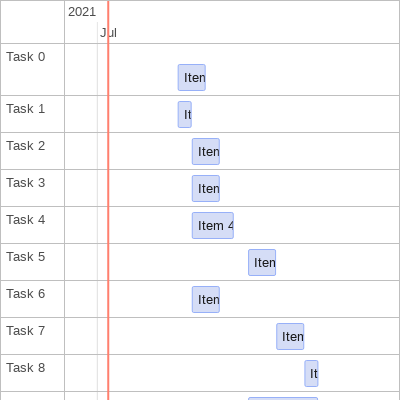 2021
Jul
Task 0
Iten
Task 1
It
Task 2
Iten
Task 3
Iten
Task 4
Item 4
Task 5
Iten
Task 6
Iten
Task 7
Iten
Task 8
It